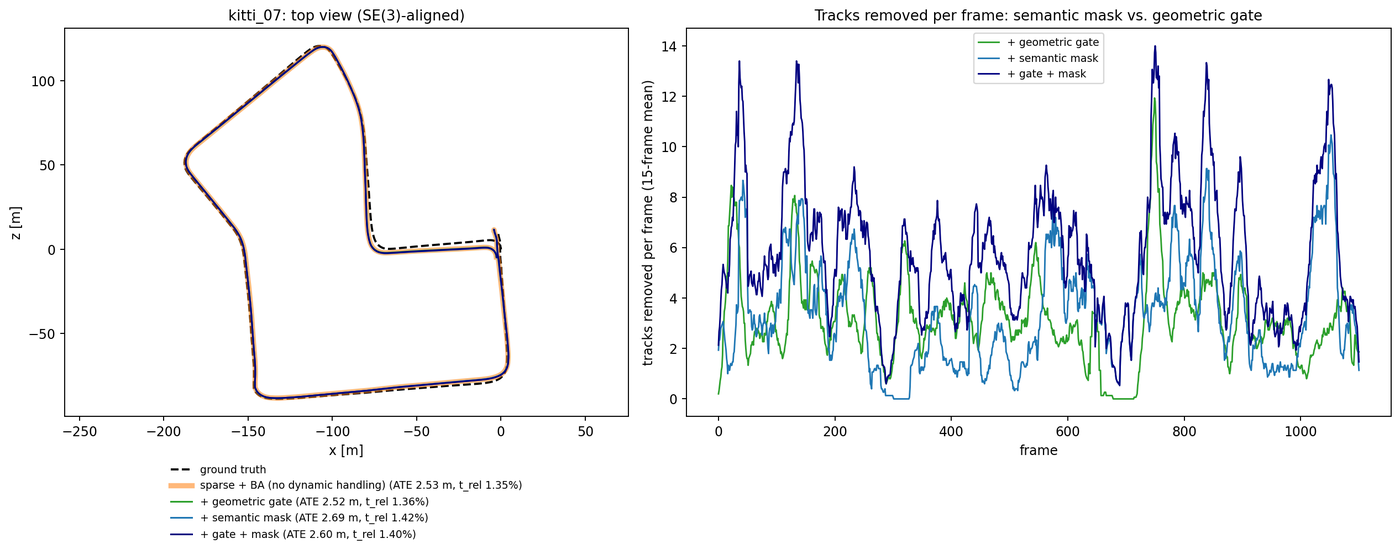 kitti_07: top view (SE(3)-aligned)
z [m]
100
50
0
−50
−250
−200
−150
−100
−50
0
50
x [m]
ground truth
sparse + BA (no dynamic handling) (ATE 2.53 m, t_rel 1.35%)
+ geometric gate (ATE 2.52 m, t_rel 1.36%)
+ semantic mask (ATE 2.69 m, t_rel 1.42%)
+ gate + mask (ATE 2.60 m, t_rel 1.40%)
Tracks removed per frame: semantic mask vs. geometric gate
+ geometric gate
+ semantic mask
+ gate + mask
tracks removed per frame (15-frame mean)
14
12
10
8
6
4
2
0
0
200
400
600
800
1000
frame